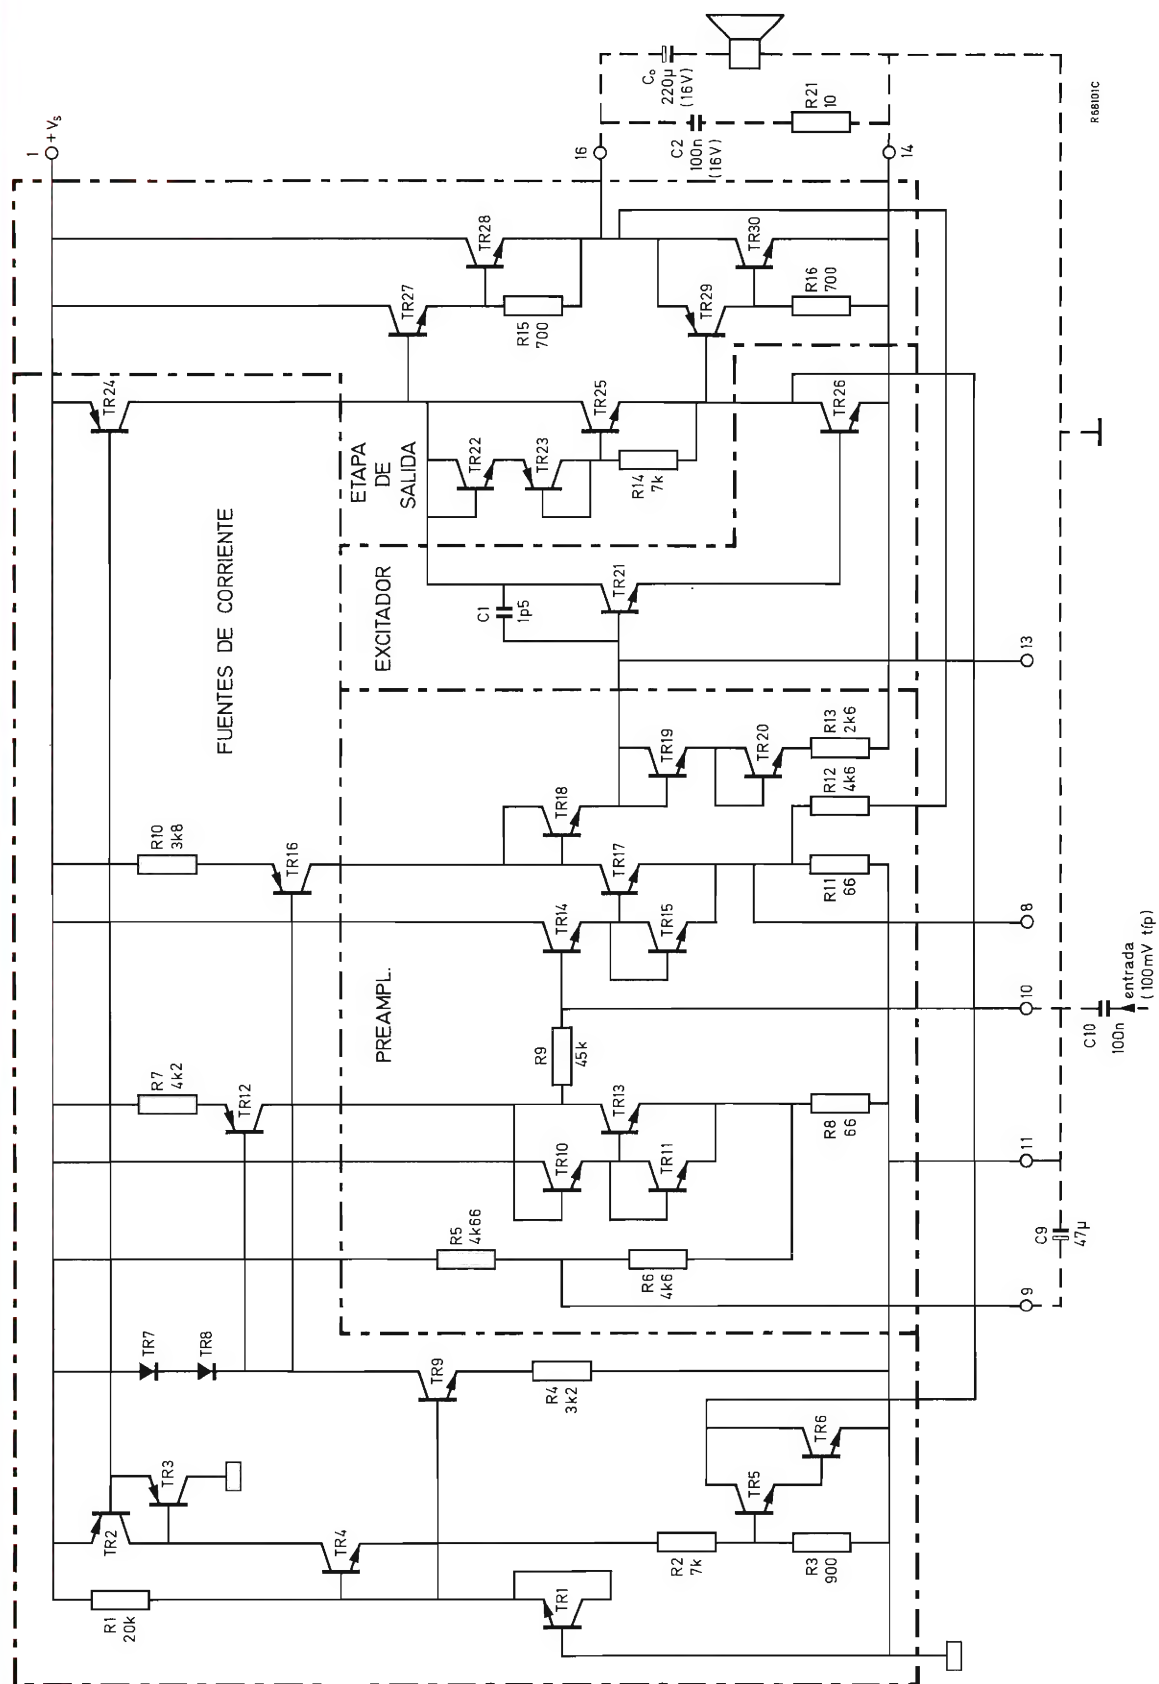 1
+Vs
16
14
C₀
220µ
(16V)
C2
100n
(16V)
R21
10
R68101C
TR28
TR27
R15
700
TR30
TR29
R16
700
TR24
TR25
TR26
TR22
TR23
R14
7k
ETAPA
DE
SALIDA
FUENTES DE CORRIENTE
EXCITADOR
C1
1p5
TR21
13
R13
2k6
TR19
TR20
R12
4k6
TR18
R10
3k8
TR16
TR17
R11
66
TR14
TR15
8
PREAMPL.
10
C10
100n
entrada
(100mV típ)
R9
45k
R7
4k2
TR12
TR13
R8
66
TR10
TR11
11
R5
4k66
R6
4k6
C9
47µ
9
TR7
TR8
TR9
R4
3k2
TR6
TR5
TR3
TR2
TR4
R2
7k
R3
900
R1
20k
TR1